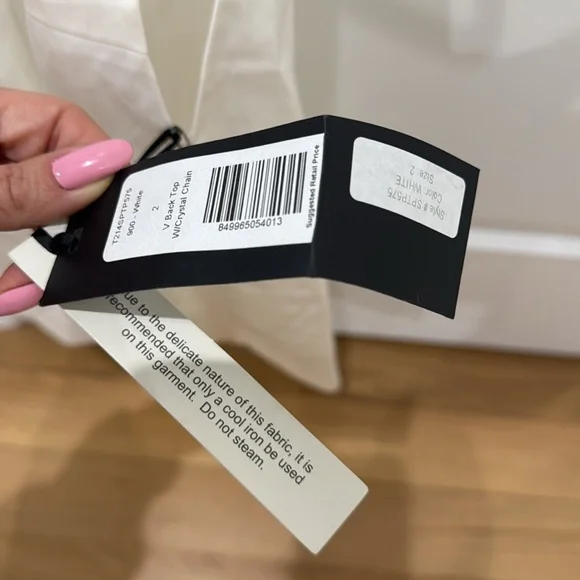 T214SPTP575
900 - White
2
V Back Top
W/Crystal Chain
849965054013
Suggested Retail Price
Style # SPTP575
Color: WHITE
Size: 2
ue to the delicate nature of this fabric, it is
recommended that only a cool iron be used
on this garment. Do not steam.